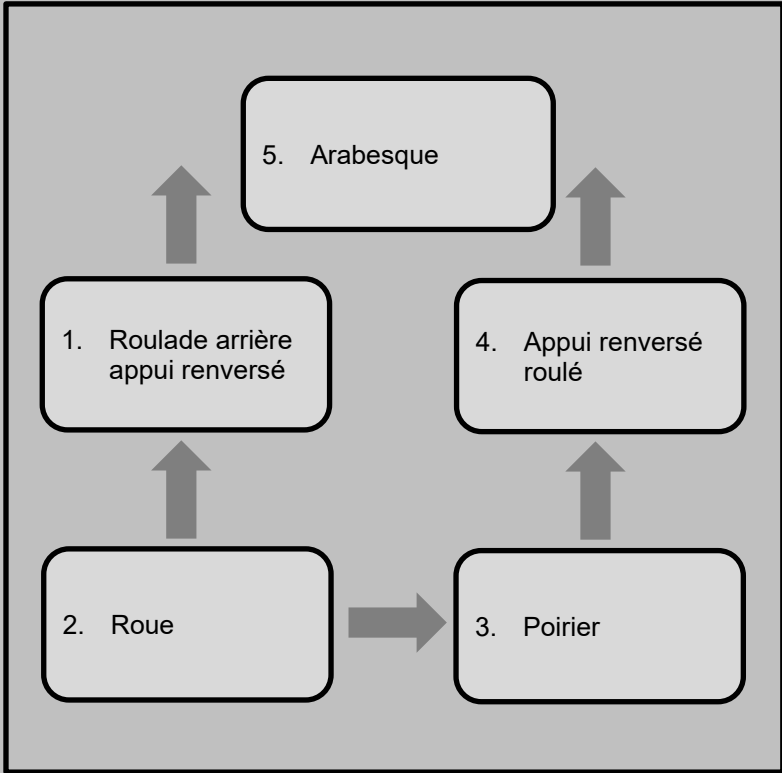 5. Arabesque
1. Roulade arrière
appui renversé
4. Appui renversé
roulé
2. Roue
3. Poirier